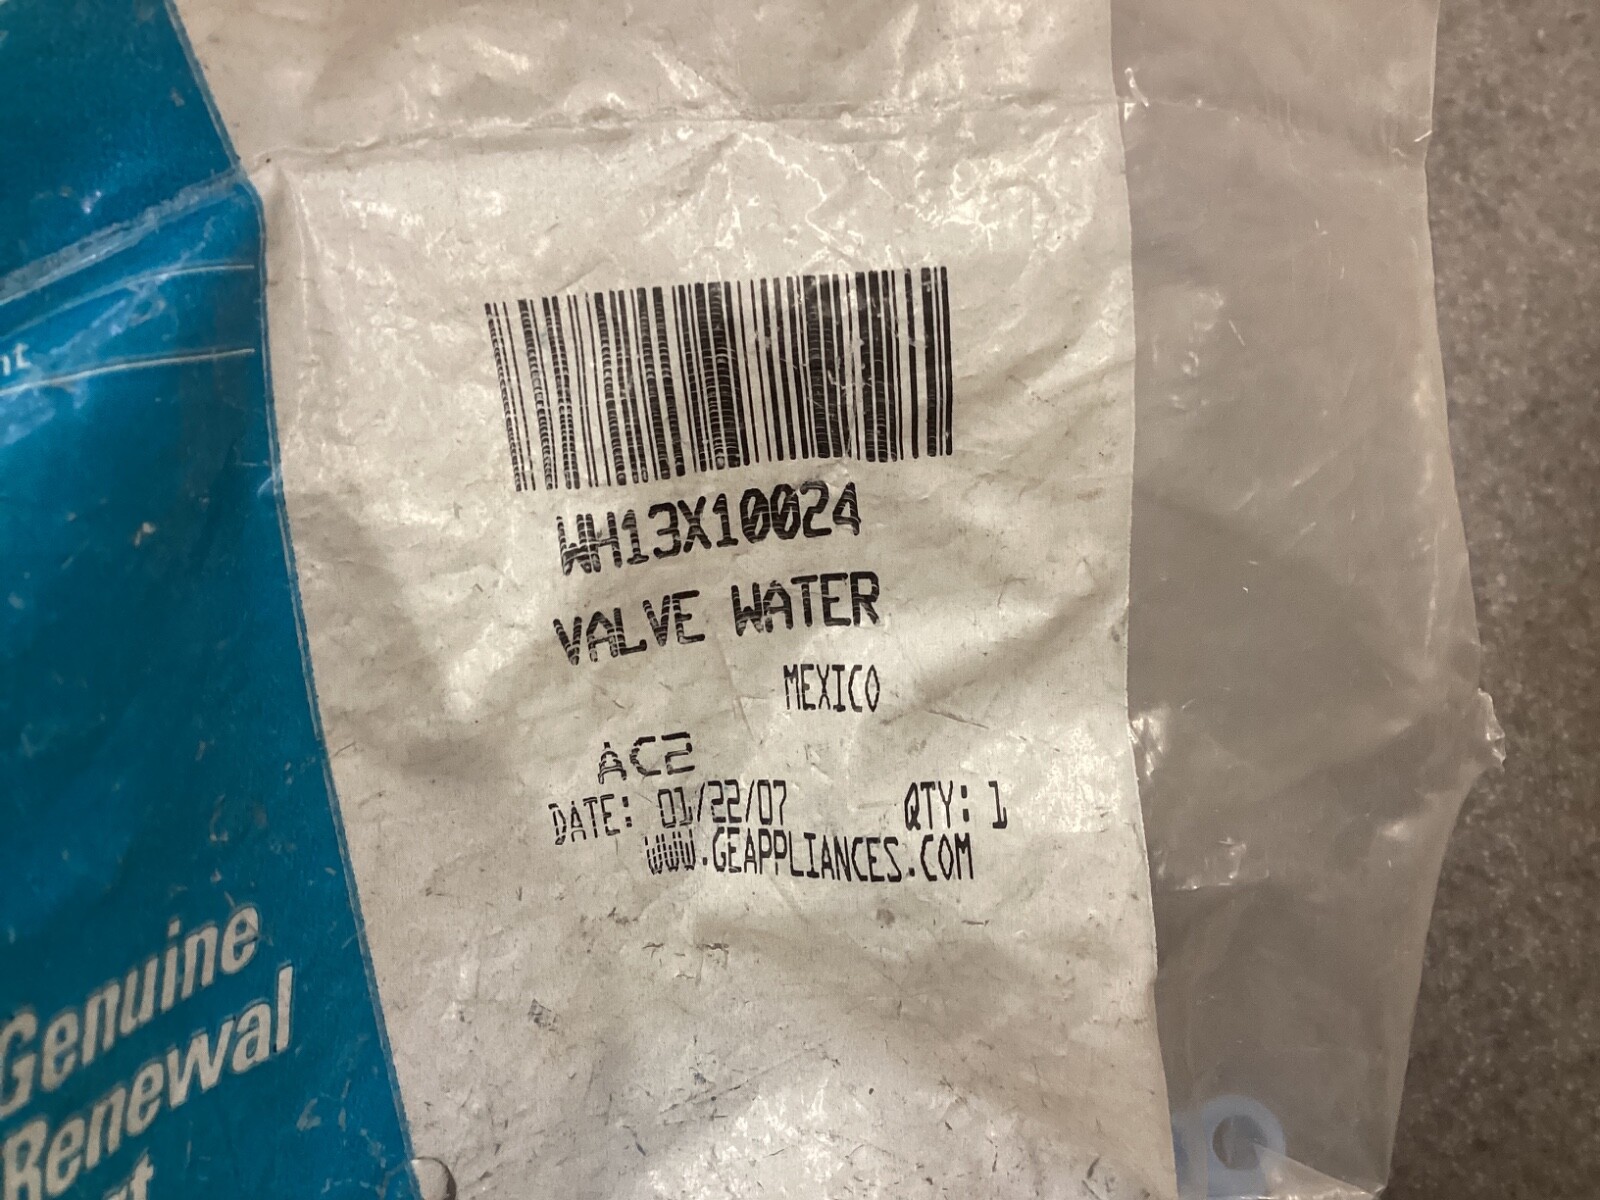 WH13X10024
VALVE WATER
MEXICO
AC2
DATE: 01/22/07 QTY: 1
WWW.GEAPPLIANCES.COM
Genuine
Renewal